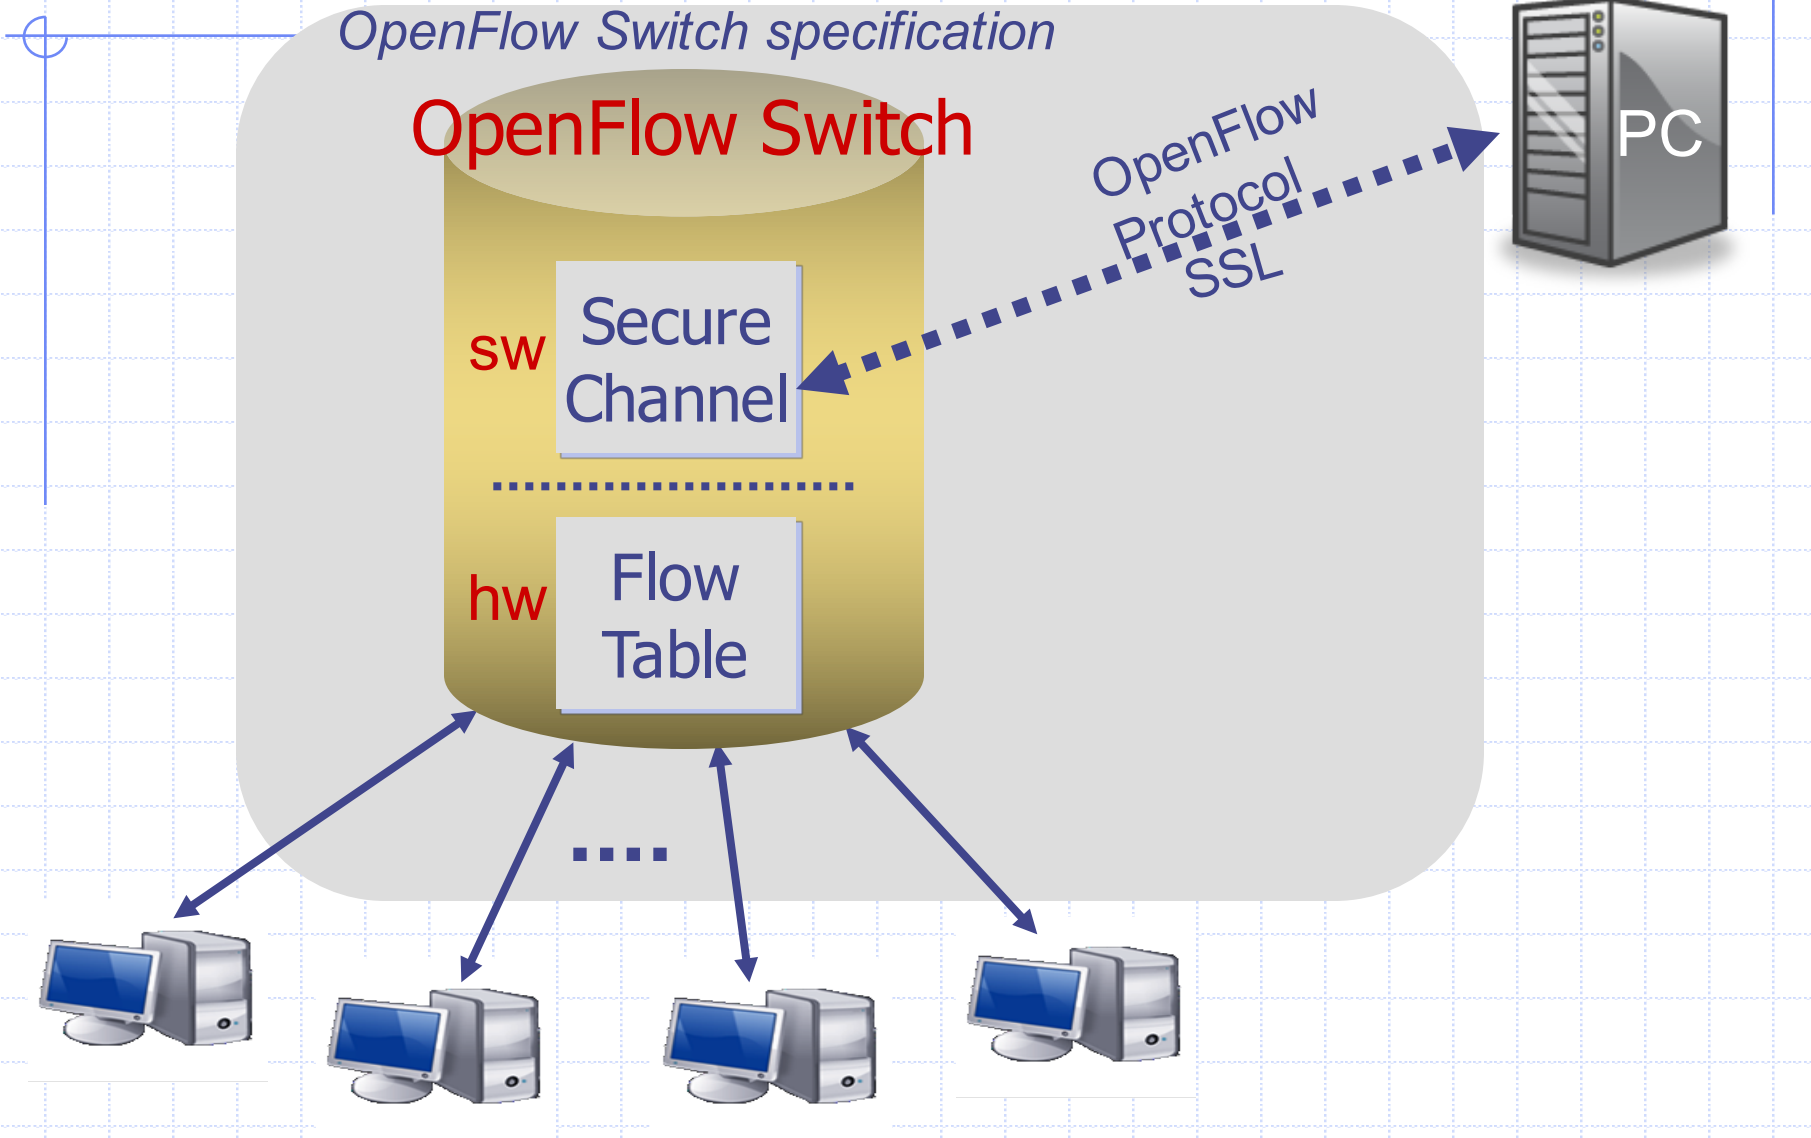 OpenFlow Switch specification
OpenFlow Switch
OpenFlow
Protocol
SSL
PC
sw
Secure
Channel
hw
Flow
Table